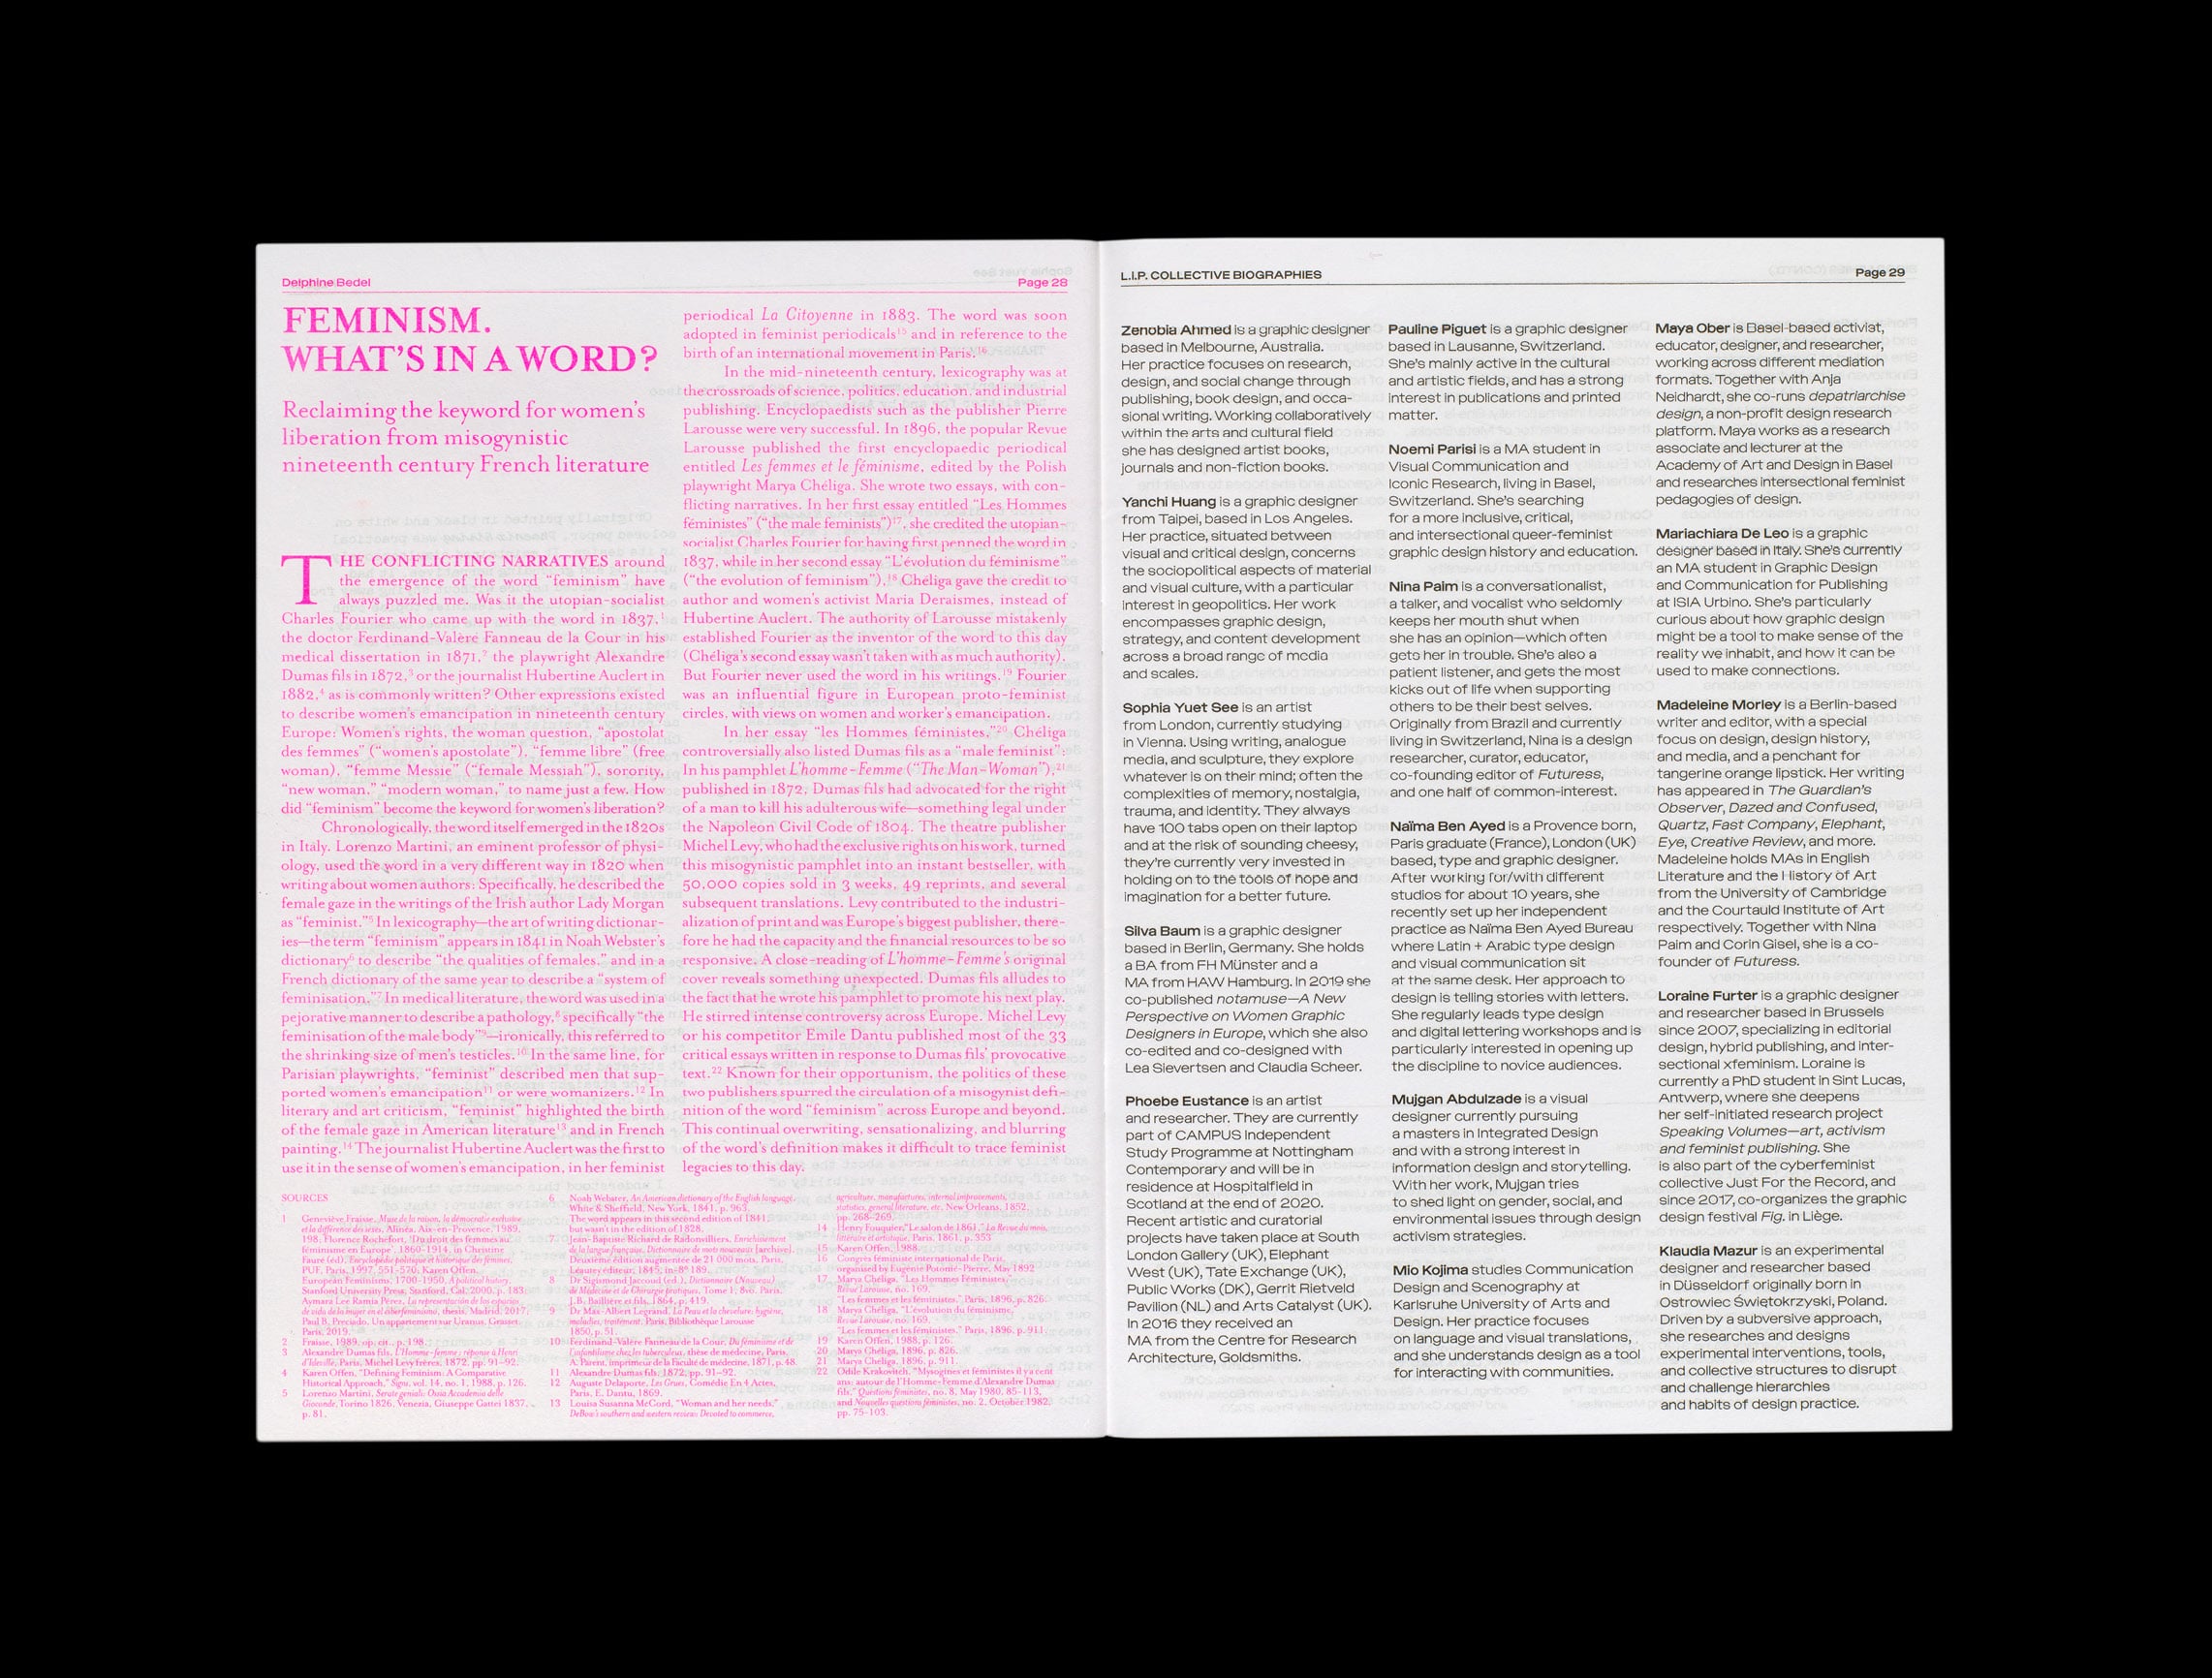 Delphine Bedel
Page 28
FEMINISM.
WHAT'S IN A WORD?
Reclaiming the keyword for women's
liberation from misogynistic
nineteenth century French literature
THE CONFLICTING NARRATIVES around
the emergence of the word “feminism” have
always puzzled me. Was it the utopian-socialist
Charles Fourier who came up with the word in 1837,1
the doctor Ferdinand-Valère Fanneau de la Cour in his
medical dissertation in 1871,2 the playwright Alexandre
Dumas fils in 1872,3 or the journalist Hubertine Auclert in
1882,4 as is commonly written? Other expressions existed
to describe women's emancipation in nineteenth century
Europe: Women's rights, the woman question, “apostolat
des femmes” (“women's apostolate”), “femme libre” (free
woman), “femme Messie” (“female Messiah”), sorority,
“new woman,” “modern woman,” to name just a few. How
did “feminism” become the keyword for women's liberation?
Chronologically, the word itself emerged in the 1820s
in Italy. Lorenzo Martini, an eminent professor of physi-
ology, used the word in a very different way in 1820 when
writing about women authors: Specifically, he described the
female gaze in the writings of the Irish author Lady Morgan
as “feminist.”5 In lexicography—the art of writing dictionar-
ies—the term “feminism” appears in 1841 in Noah Webster's
dictionary6 to describe “the qualities of females,” and in a
French dictionary of the same year to describe a “system of
feminisation.”7 In medical literature, the word was used in a
pejorative manner to describe a pathology,8 specifically “the
feminisation of the male body”9—ironically, this referred to
the shrinking size of men's testicles.10 In the same line, for
Parisian playwrights, “feminist” described men that sup-
ported women's emancipation11 or were womanizers.12 In
literary and art criticism, “feminist” highlighted the birth
of the female gaze in American literature13 and in French
painting.14 The journalist Hubertine Auclert was the first to
use it in the sense of women's emancipation, in her feminist
periodical La Citoyenne in 1883. The word was soon
adopted in feminist periodicals15 and in reference to the
birth of an international movement in Paris.16
In the mid-nineteenth century, lexicography was at
the crossroads of science, politics, education, and industrial
publishing. Encyclopaedists such as the publisher Pierre
Larousse were very successful. In 1896, the popular Revue
Larousse published the first encyclopaedic periodical
entitled Les femmes et le féminisme, edited by the Polish
playwright Marya Chéliga. She wrote two essays, with con-
flicting narratives. In her first essay entitled “Les Hommes
féministes” (“the male feminists”)17, she credited the utopian-
socialist Charles Fourier for having first penned the word in
1837, while in her second essay “L'évolution du féminisme”
(“the evolution of feminism”),18 Chéliga gave the credit to
author and women's activist Maria Deraismes, instead of
Hubertine Auclert. The authority of Larousse mistakenly
established Fourier as the inventor of the word to this day
(Chéliga's second essay wasn't taken with as much authority).
But Fourier never used the word in his writings.19 Fourier
was an influential figure in European proto-feminist
circles, with views on women and worker's emancipation.
In her essay “les Hommes féministes,”20 Chéliga
controversially also listed Dumas fils as a “male feminist”:
In his pamphlet L'homme-Femme (“The Man-Woman”),21
published in 1872, Dumas fils had advocated for the right
of a man to kill his adulterous wife—something legal under
the Napoleon Civil Code of 1804. The theatre publisher
Michel Levy, who had the exclusive rights on his work, turned
this misogynistic pamphlet into an instant bestseller, with
50,000 copies sold in 3 weeks, 49 reprints, and several
subsequent translations. Levy contributed to the industri-
alization of print and was Europe's biggest publisher, there-
fore he had the capacity and the financial resources to be so
responsive. A close-reading of L'homme-Femme's original
cover reveals something unexpected. Dumas fils alludes to
the fact that he wrote his pamphlet to promote his next play.
He stirred intense controversy across Europe. Michel Levy
or his competitor Emile Dantu published most of the 33
critical essays written in response to Dumas fils' provocative
text.22 Known for their opportunism, the politics of these
two publishers spurred the circulation of a misogynist defi-
nition of the word “feminism” across Europe and beyond.
This continual overwriting, sensationalizing, and blurring
of the word's definition makes it difficult to trace feminist
legacies to this day.
SOURCES
1 Geneviève Fraisse, Muse de la raison, la démocratie exclusive
et la différence des sexes, Alinéa, Aix-en-Provence, 1989,
198; Florence Rochefort, ‘Du droit des femmes au
féminisme en Europe’, 1860-1914, in Christine
Fauré (ed), Encyclopédie politique et historique des femmes,
PUF, Paris, 1997, 551-570, Karen Offen,
European Feminisms, 1700-1950, A political history,
Stanford University Press, Stanford, Cal, 2000, p. 183;
Aymara Lee Ramia Pérez, La representación de los espacios
de vida de la mujer en el ciberfeminismo, thesis, Madrid, 2017;
Paul B. Preciado, Un appartement sur Uranus, Grasset,
Paris, 2019.
2 Fraisse, 1989, op. cit., p. 198.
3 Alexandre Dumas fils, L'Homme-femme: réponse à Henri
d'Ideville, Paris, Michel Levy frères, 1872, pp. 91-92.
4 Karen Offen, “Defining Feminism: A Comparative
Historical Approach,” Signs, vol. 14, no. 1, 1988, p. 126.
5 Lorenzo Martini, Serate geniali: Ossia Accademia delle
Gioconde, Torino 1826, Venezia, Giuseppe Gattei 1837,
p. 81.
6 Noah Webster, An American dictionary of the English language,
White & Sheffield, New York, 1841, p. 963.
The word appears in this second edition of 1841,
but wasn't in the edition of 1828.
7 Jean-Baptiste Richard de Radonvilliers, Enrichissement
de la langue française, Dictionnaire de mots nouveaux [archive],
Deuxième édition augmentée de 21 000 mots, Paris,
Léautey éditeur, 1845, in-8° 189.
8 Dr Sigismond Jaccoud (ed.), Dictionnaire (Nouveau)
de Médecine et de Chirurgie pratiques, Tome 1, 8vo. Paris,
J.B. Baillière et fils, 1864, p. 419.
9 Dr Max-Albert Legrand, La Peau et la chevelure: hygiène,
maladies, traitement, Paris, Bibliothèque Larousse
1850, p. 51.
10 Ferdinand-Valère Fanneau de la Cour, Du féminisme et de
l'infantilisme chez les tuberculeux, thèse de médecine, Paris,
A. Parent, imprimeur de la Faculté de médecine, 1871, p. 48.
11 Alexandre Dumas fils, 1872, pp. 91-92.
12 Auguste Delaporte, Les Grues, Comédie En 4 Actes,
Paris, E. Dantu, 1869.
13 Louisa Susanna McCord, “Woman and her needs,”
DeBow's southern and western review: Devoted to commerce,
agriculture, manufactures, internal improvements,
statistics, general literature, etc, New Orleans, 1852,
pp. 268-269.
14 Henry Fouquier, “Le salon de 1861,” La Revue du mois,
littéraire et artistique, Paris, 1861, p. 353
15 Karen Offen, 1988.
16 Congrès féministe international de Paris,
organised by Eugénie Potonié-Pierre, May 1892
17 Marya Chéliga, “Les Hommes Féministes,”
Revue Larousse, no. 169,
“Les femmes et les féministes,” Paris, 1896, p. 826.
18 Marya Chéliga, “L'évolution du féminisme,
Revue Larousse, no. 169,
“Les femmes et les féministes.” Paris, 1896, p. 911.
19 Karen Offen, 1988, p. 126.
20 Marya Chéliga, 1896, p. 826.
21 Marya Chéliga, 1896, p. 911.
22 Odile Krakovitch, “Mysogines et féministes il y a cent
ans: autour de l'Homme-Femme d'Alexandre Dumas
fils,” Questions féministes, no. 8, May 1980, 85-113,
and Nouvelles questions féministes, no. 2, October 1982,
pp. 75-103.
L.I.P. COLLECTIVE BIOGRAPHIES
Page 29
Zenobia Ahmed is a graphic designer
based in Melbourne, Australia.
Her practice focuses on research,
design, and social change through
publishing, book design, and occa-
sional writing. Working collaboratively
within the arts and cultural field
she has designed artist books,
journals and non-fiction books.
Yanchi Huang is a graphic designer
from Taipei, based in Los Angeles.
Her practice, situated between
visual and critical design, concerns
the sociopolitical aspects of material
and visual culture, with a particular
interest in geopolitics. Her work
encompasses graphic design,
strategy, and content development
across a broad range of media
and scales.
Sophia Yuet See is an artist
from London, currently studying
in Vienna. Using writing, analogue
media, and sculpture, they explore
whatever is on their mind; often the
complexities of memory, nostalgia,
trauma, and identity. They always
have 100 tabs open on their laptop
and at the risk of sounding cheesy,
they're currently very invested in
holding on to the tools of hope and
imagination for a better future.
Silva Baum is a graphic designer
based in Berlin, Germany. She holds
a BA from FH Münster and a
MA from HAW Hamburg. In 2019 she
co-published notamuse—A New
Perspective on Women Graphic
Designers in Europe, which she also
co-edited and co-designed with
Lea Sievertsen and Claudia Scheer.
Phoebe Eustance is an artist
and researcher. They are currently
part of CAMPUS Independent
Study Programme at Nottingham
Contemporary and will be in
residence at Hospitalfield in
Scotland at the end of 2020.
Recent artistic and curatorial
projects have taken place at South
London Gallery (UK), Elephant
West (UK), Tate Exchange (UK),
Public Works (DK), Gerrit Rietveld
Pavilion (NL) and Arts Catalyst (UK).
In 2016 they received an
MA from the Centre for Research
Architecture, Goldsmiths.
Pauline Piguet is a graphic designer
based in Lausanne, Switzerland.
She's mainly active in the cultural
and artistic fields, and has a strong
interest in publications and printed
matter.
Noemi Parisi is a MA student in
Visual Communication and
Iconic Research, living in Basel,
Switzerland. She's searching
for a more inclusive, critical,
and intersectional queer-feminist
graphic design history and education.
Nina Paim is a conversationalist,
a talker, and vocalist who seldomly
keeps her mouth shut when
she has an opinion—which often
gets her in trouble. She's also a
patient listener, and gets the most
kicks out of life when supporting
others to be their best selves.
Originally from Brazil and currently
living in Switzerland, Nina is a design
researcher, curator, educator,
co-founding editor of Futuress,
and one half of common-interest.
Naïma Ben Ayed is a Provence born,
Paris graduate (France), London (UK)
based, type and graphic designer.
After working for/with different
studios for about 10 years, she
recently set up her independent
practice as Naïma Ben Ayed Bureau
where Latin + Arabic type design
and visual communication sit
at the same desk. Her approach to
design is telling stories with letters.
She regularly leads type design
and digital lettering workshops and is
particularly interested in opening up
the discipline to novice audiences.
Mujgan Abdulzade is a visual
designer currently pursuing
a masters in Integrated Design
and with a strong interest in
information design and storytelling.
With her work, Mujgan tries
to shed light on gender, social, and
environmental issues through design
activism strategies.
Mio Kojima studies Communication
Design and Scenography at
Karlsruhe University of Arts and
Design. Her practice focuses
on language and visual translations,
and she understands design as a tool
for interacting with communities.
Maya Ober is Basel-based activist,
educator, designer, and researcher,
working across different mediation
formats. Together with Anja
Neidhardt, she co-runs depatriarchise
design, a non-profit design research
platform. Maya works as a research
associate and lecturer at the
Academy of Art and Design in Basel
and researches intersectional feminist
pedagogies of design.
Mariachiara De Leo is a graphic
designer based in Italy. She's currently
an MA student in Graphic Design
and Communication for Publishing
at ISIA Urbino. She's particularly
curious about how graphic design
might be a tool to make sense of the
reality we inhabit, and how it can be
used to make connections.
Madeleine Morley is a Berlin-based
writer and editor, with a special
focus on design, design history,
and media, and a penchant for
tangerine orange lipstick. Her writing
has appeared in The Guardian's
Observer, Dazed and Confused,
Quartz, Fast Company, Elephant,
Eye, Creative Review, and more.
Madeleine holds MAs in English
Literature and the History of Art
from the University of Cambridge
and the Courtauld Institute of Art
respectively. Together with Nina
Paim and Corin Gisel, she is a co-
founder of Futuress.
Loraine Furter is a graphic designer
and researcher based in Brussels
since 2007, specializing in editorial
design, hybrid publishing, and inter-
sectional xfeminism. Loraine is
currently a PhD student in Sint Lucas,
Antwerp, where she deepens
her self-initiated research project
Speaking Volumes—art, activism
and feminist publishing. She
is also part of the cyberfeminist
collective Just For the Record, and
since 2017, co-organizes the graphic
design festival Fig. in Liège.
Klaudia Mazur is an experimental
designer and researcher based
in Düsseldorf originally born in
Ostrowiec Świętokrzyski, Poland.
Driven by a subversive approach,
she researches and designs
experimental interventions, tools,
and collective structures to disrupt
and challenge hierarchies
and habits of design practice.